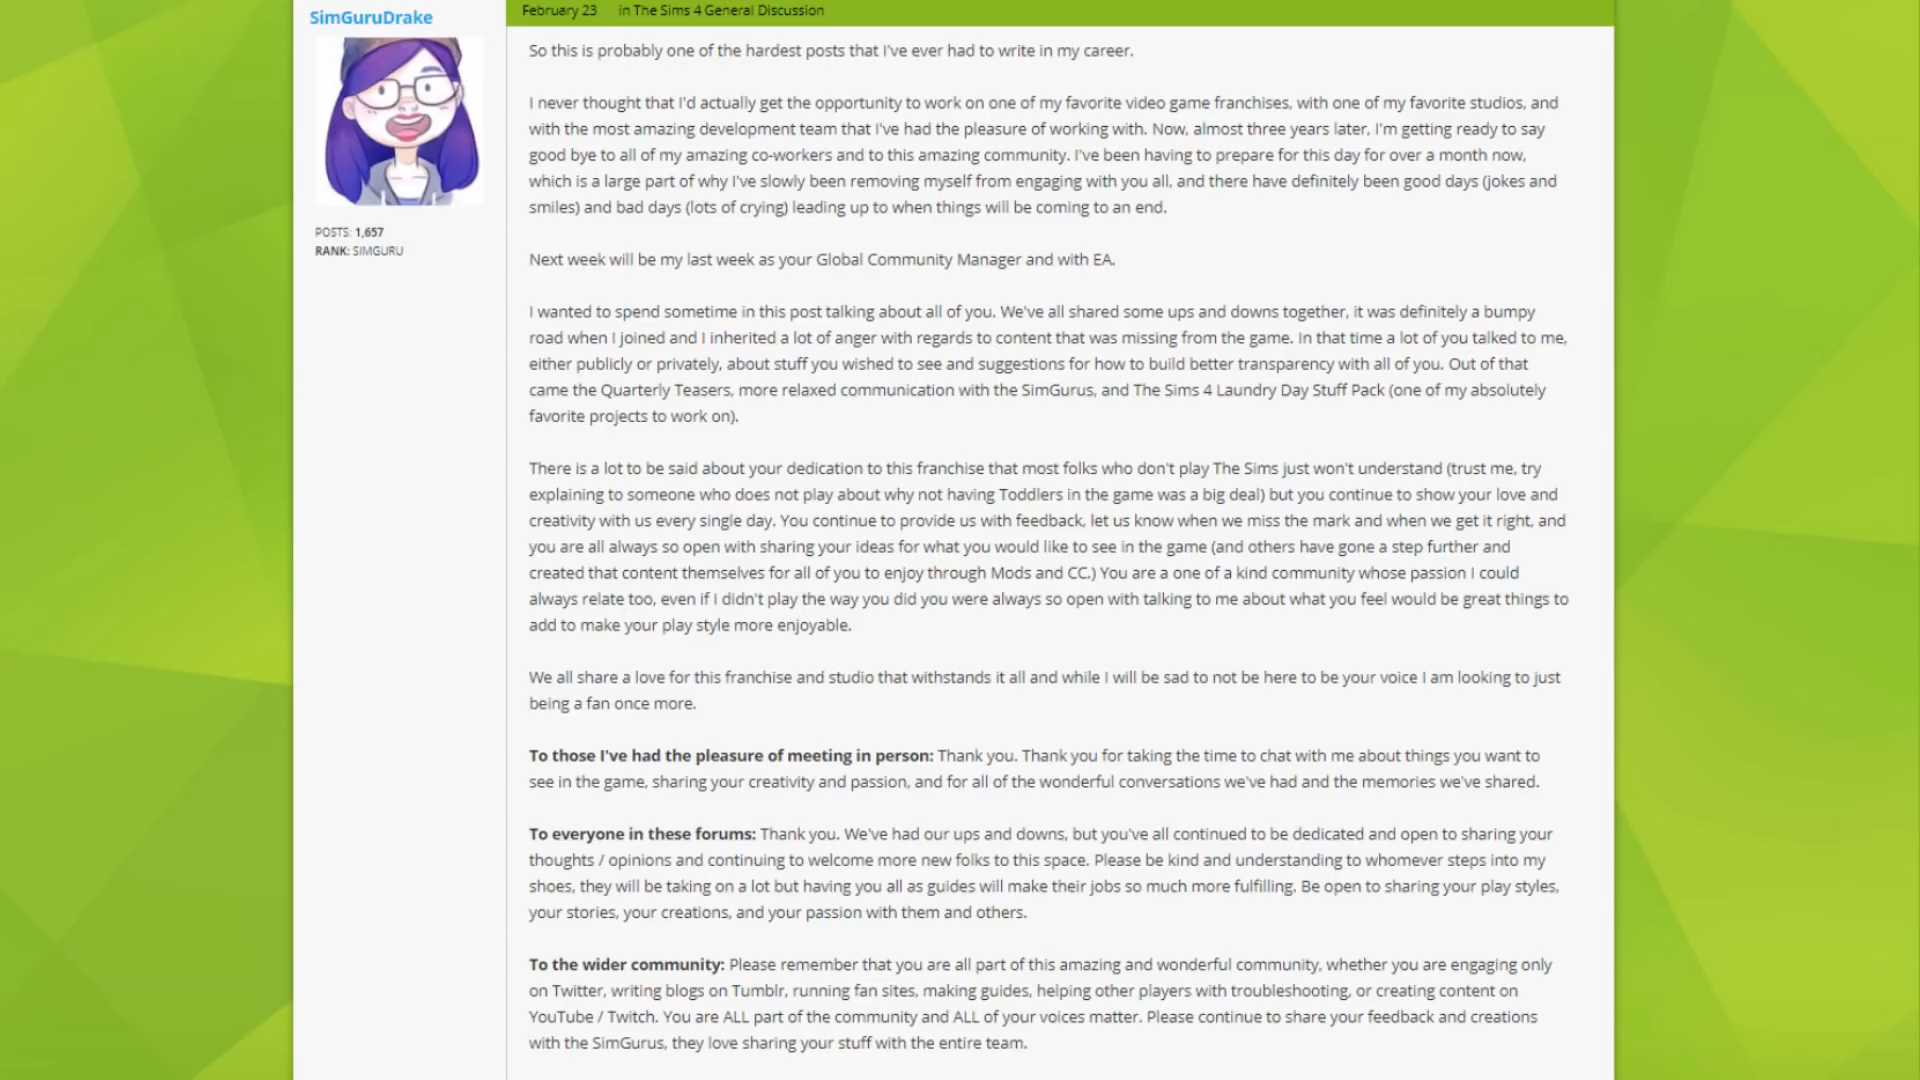 SimGuruDrake
February 23 in The Sims 4 General Discussion
POSTS: 1,657
RANK: SIMGURU
So this is probably one of the hardest posts that I've ever had to write in my career.
I never thought that I'd actually get the opportunity to work on one of my favorite video game franchises, with one of my favorite studios, and
with the most amazing development team that I've had the pleasure of working with. Now, almost three years later, I'm getting ready to say
good bye to all of my amazing co-workers and to this amazing community. I've been having to prepare for this day for over a month now,
which is a large part of why I've slowly been removing myself from engaging with you all, and there have definitely been good days (jokes and
smiles) and bad days (lots of crying) leading up to when things will be coming to an end.
Next week will be my last week as your Global Community Manager and with EA.
I wanted to spend sometime in this post talking about all of you. We've all shared some ups and downs together, it was definitely a bumpy
road when I joined and I inherited a lot of anger with regards to content that was missing from the game. In that time a lot of you talked to me,
either publicly or privately, about stuff you wished to see and suggestions for how to build better transparency with all of you. Out of that
came the Quarterly Teasers, more relaxed communication with the SimGurus, and The Sims 4 Laundry Day Stuff Pack (one of my absolutely
favorite projects to work on).
There is a lot to be said about your dedication to this franchise that most folks who don't play The Sims just won't understand (trust me, try
explaining to someone who does not play about why not having Toddlers in the game was a big deal) but you continue to show your love and
creativity with us every single day. You continue to provide us with feedback, let us know when we miss the mark and when we get it right, and
you are all always so open with sharing your ideas for what you would like to see in the game (and others have gone a step further and
created that content themselves for all of you to enjoy through Mods and CC.) You are a one of a kind community whose passion I could
always relate too, even if I didn't play the way you did you were always so open with talking to me about what you feel would be great things to
add to make your play style more enjoyable.
We all share a love for this franchise and studio that withstands it all and while I will be sad to not be here to be your voice I am looking to just
being a fan once more.
To those I've had the pleasure of meeting in person: Thank you. Thank you for taking the time to chat with me about things you want to
see in the game, sharing your creativity and passion, and for all of the wonderful conversations we've had and the memories we've shared.
To everyone in these forums: Thank you. We've had our ups and downs, but you've all continued to be dedicated and open to sharing your
thoughts / opinions and continuing to welcome more new folks to this space. Please be kind and understanding to whomever steps into my
shoes, they will be taking on a lot but having you all as guides will make their jobs so much more fulfilling. Be open to sharing your play styles,
your stories, your creations, and your passion with them and others.
To the wider community: Please remember that you are all part of this amazing and wonderful community, whether you are engaging only
on Twitter, writing blogs on Tumblr, running fan sites, making guides, helping other players with troubleshooting, or creating content on
YouTube / Twitch. You are ALL part of the community and ALL of your voices matter. Please continue to share your feedback and creations
with the SimGurus, they love sharing your stuff with the entire team.